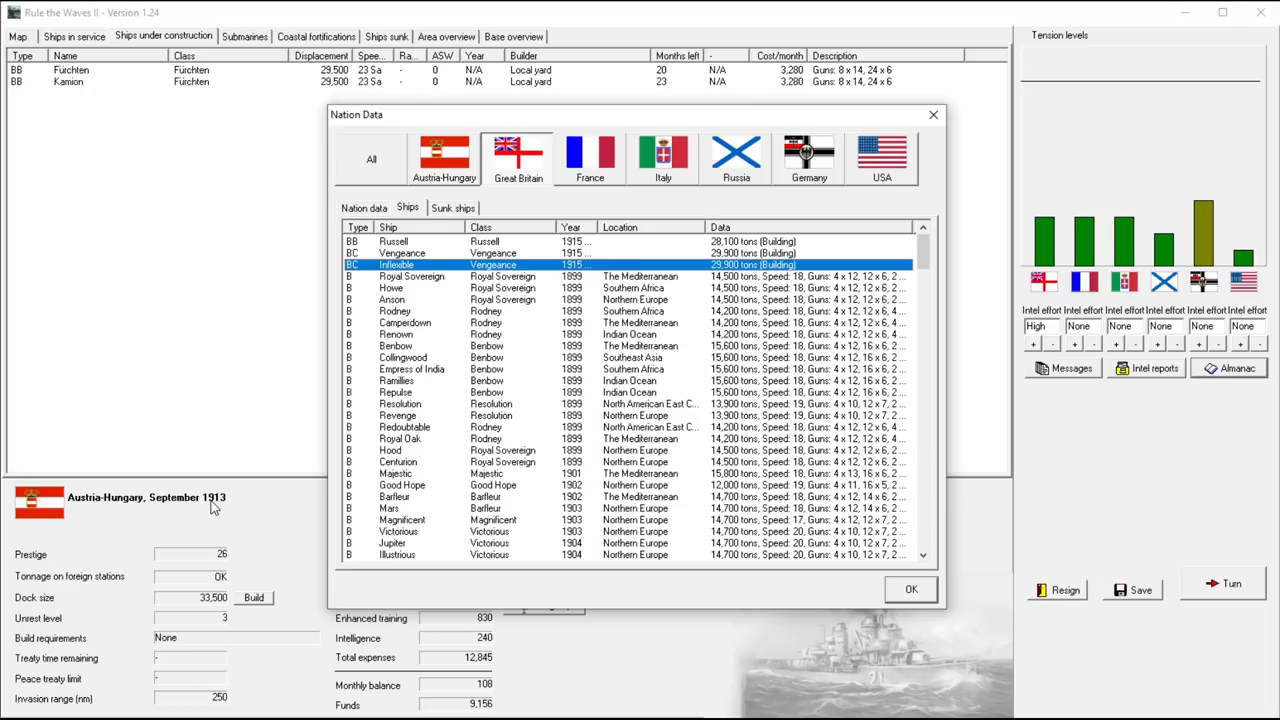 Rule the Waves II - Version 1.24
Map Ships in service Ships under construction Submarines Coastal fortifications Ships sunk Area overview Base overview
Type Name Class Displacement Spee... Ra... ASW Year Builder Months left - Cost/month Description
BB Fürchten Fürchten 29,500 23 Sa - 0 N/A Local yard 20 N/A 3,280 Guns: 8 x 14, 24 x 6
BB Kamion Fürchten 29,500 23 Sa - 0 N/A Local yard 23 N/A 3,280 Guns: 8 x 14, 24 x 6
Nation Data
All Austria-Hungary Great Britain France Italy Russia Germany USA
Nation data Ships Sunk ships
Type Ship Class Year Location Data
BB Russell Russell 1915 ... 28,100 tons (Building)
BC Vengeance Vengeance 1915 ... 29,900 tons (Building)
BC Inflexible Vengeance 1915 ... 29,900 tons (Building)
B Royal Sovereign Royal Sovereign 1899 The Mediterranean 14,500 tons, Speed: 18, Guns: 4 x 12, 12 x 6, 2 ...
B Howe Royal Sovereign 1899 Southern Africa 14,500 tons, Speed: 18, Guns: 4 x 12, 12 x 6, 2 ...
B Anson Royal Sovereign 1899 Northern Europe 14,500 tons, Speed: 18, Guns: 4 x 12, 12 x 6, 2 ...
B Rodney Rodney 1899 Southern Africa 14,200 tons, Speed: 18, Guns: 4 x 12, 12 x 6, 4 ...
B Camperdown Rodney 1899 The Mediterranean 14,200 tons, Speed: 18, Guns: 4 x 12, 12 x 6, 4 ...
B Renown Rodney 1899 Indian Ocean 14,200 tons, Speed: 18, Guns: 4 x 12, 12 x 6, 4 ...
B Benbow Benbow 1899 The Mediterranean 15,600 tons, Speed: 18, Guns: 4 x 12, 16 x 6, 2 ...
B Collingwood Benbow 1899 Southeast Asia 15,600 tons, Speed: 18, Guns: 4 x 12, 16 x 6, 2 ...
B Empress of India Benbow 1899 Southern Africa 15,600 tons, Speed: 18, Guns: 4 x 12, 16 x 6, 2 ...
B Ramillies Benbow 1899 Indian Ocean 15,600 tons, Speed: 18, Guns: 4 x 12, 16 x 6, 2 ...
B Repulse Benbow 1899 Indian Ocean 15,600 tons, Speed: 18, Guns: 4 x 12, 16 x 6, 2 ...
B Resolution Resolution 1899 North American East C... 13,900 tons, Speed: 19, Guns: 4 x 10, 12 x 7, 2 ...
B Revenge Resolution 1899 Northern Europe 13,900 tons, Speed: 19, Guns: 4 x 10, 12 x 7, 2 ...
B Redoubtable Rodney 1899 North American East C... 14,200 tons, Speed: 18, Guns: 4 x 12, 12 x 6, 4 ...
B Royal Oak Rodney 1899 The Mediterranean 14,200 tons, Speed: 18, Guns: 4 x 12, 12 x 6, 4 ...
B Hood Royal Sovereign 1899 Northern Europe 14,500 tons, Speed: 18, Guns: 4 x 12, 12 x 6, 2 ...
B Centurion Royal Sovereign 1899 Northern Europe 14,500 tons, Speed: 18, Guns: 4 x 12, 12 x 6, 2 ...
B Majestic Majestic 1901 The Mediterranean 15,800 tons, Speed: 18, Guns: 4 x 13, 16 x 6, 2 ...
B Good Hope Good Hope 1902 Northern Europe 12,000 tons, Speed: 19, Guns: 4 x 11, 16 x 5, 2 ...
B Barfleur Barfleur 1902 The Mediterranean 14,700 tons, Speed: 18, Guns: 4 x 12, 14 x 6, 2 ...
B Mars Barfleur 1903 Northern Europe 14,700 tons, Speed: 18, Guns: 4 x 12, 14 x 6, 2 ...
B Magnificent Magnificent 1903 Northern Europe 14,700 tons, Speed: 17, Guns: 4 x 12, 12 x 6, 2 ...
B Victorious Victorious 1903 Northern Europe 14,700 tons, Speed: 20, Guns: 4 x 10, 12 x 7, 2 ...
B Jupiter Victorious 1904 Northern Europe 14,700 tons, Speed: 20, Guns: 4 x 10, 12 x 7, 2 ...
B Illustrious Victorious 1904 Northern Europe 14,700 tons, Speed: 20, Guns: 4 x 10, 12 x 7, 2 ...
OK
Tension levels
Intel effort Intel effort Intel effort Intel effort Intel effort Intel effort
High None None None None None
+ - + - + - + - + - + -
Messages Intel reports Almanac
Resign Save Turn
Austria-Hungary, September 1913
Prestige 26
Tonnage on foreign stations OK
Dock size 33,500 Build
Unrest level 3
Build requirements None
Treaty time remaining -
Peace treaty limit -
Invasion range (nm) 250
Enhanced training 830
Intelligence 240
Total expenses 12,845
Monthly balance 108
Funds 9,156